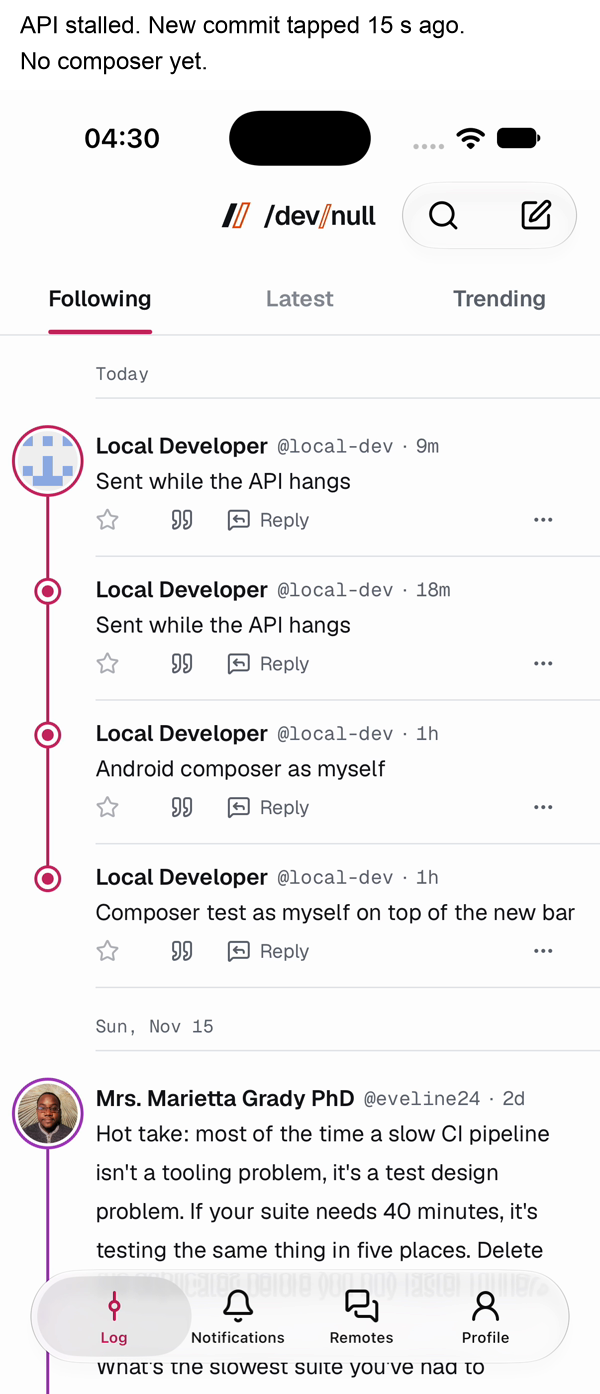 API stalled. New commit tapped 15 s ago.
No composer yet.
04:30
/dev/null
Following
Latest
Trending
Today
Local Developer @local-dev · 9m
Sent while the API hangs
Reply
Local Developer @local-dev · 18m
Sent while the API hangs
Reply
Local Developer @local-dev · 1h
Android composer as myself
Reply
Local Developer @local-dev · 1h
Composer test as myself on top of the new bar
Reply
Sun, Nov 15
Mrs. Marietta Grady PhD @eveline24 · 2d
Hot take: most of the time a slow CI pipeline
isn't a tooling problem, it's a test design
problem. If your suite needs 40 minutes, it's
testing the same thing in five places. Delete
Log
Notifications
Remotes
Profile
What's the slowest suite you've had to